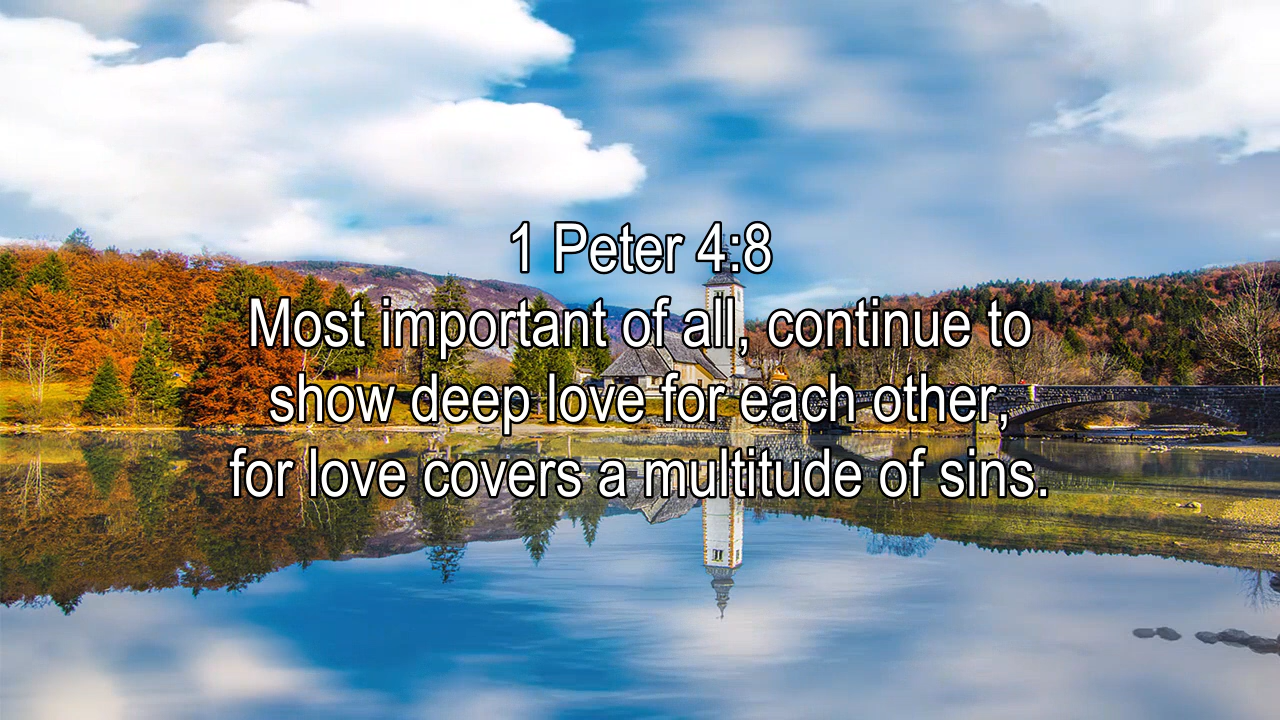 1 Peter 4:8
Most important of all, continue to
show deep love for each other,
for love covers a multitude of sins.